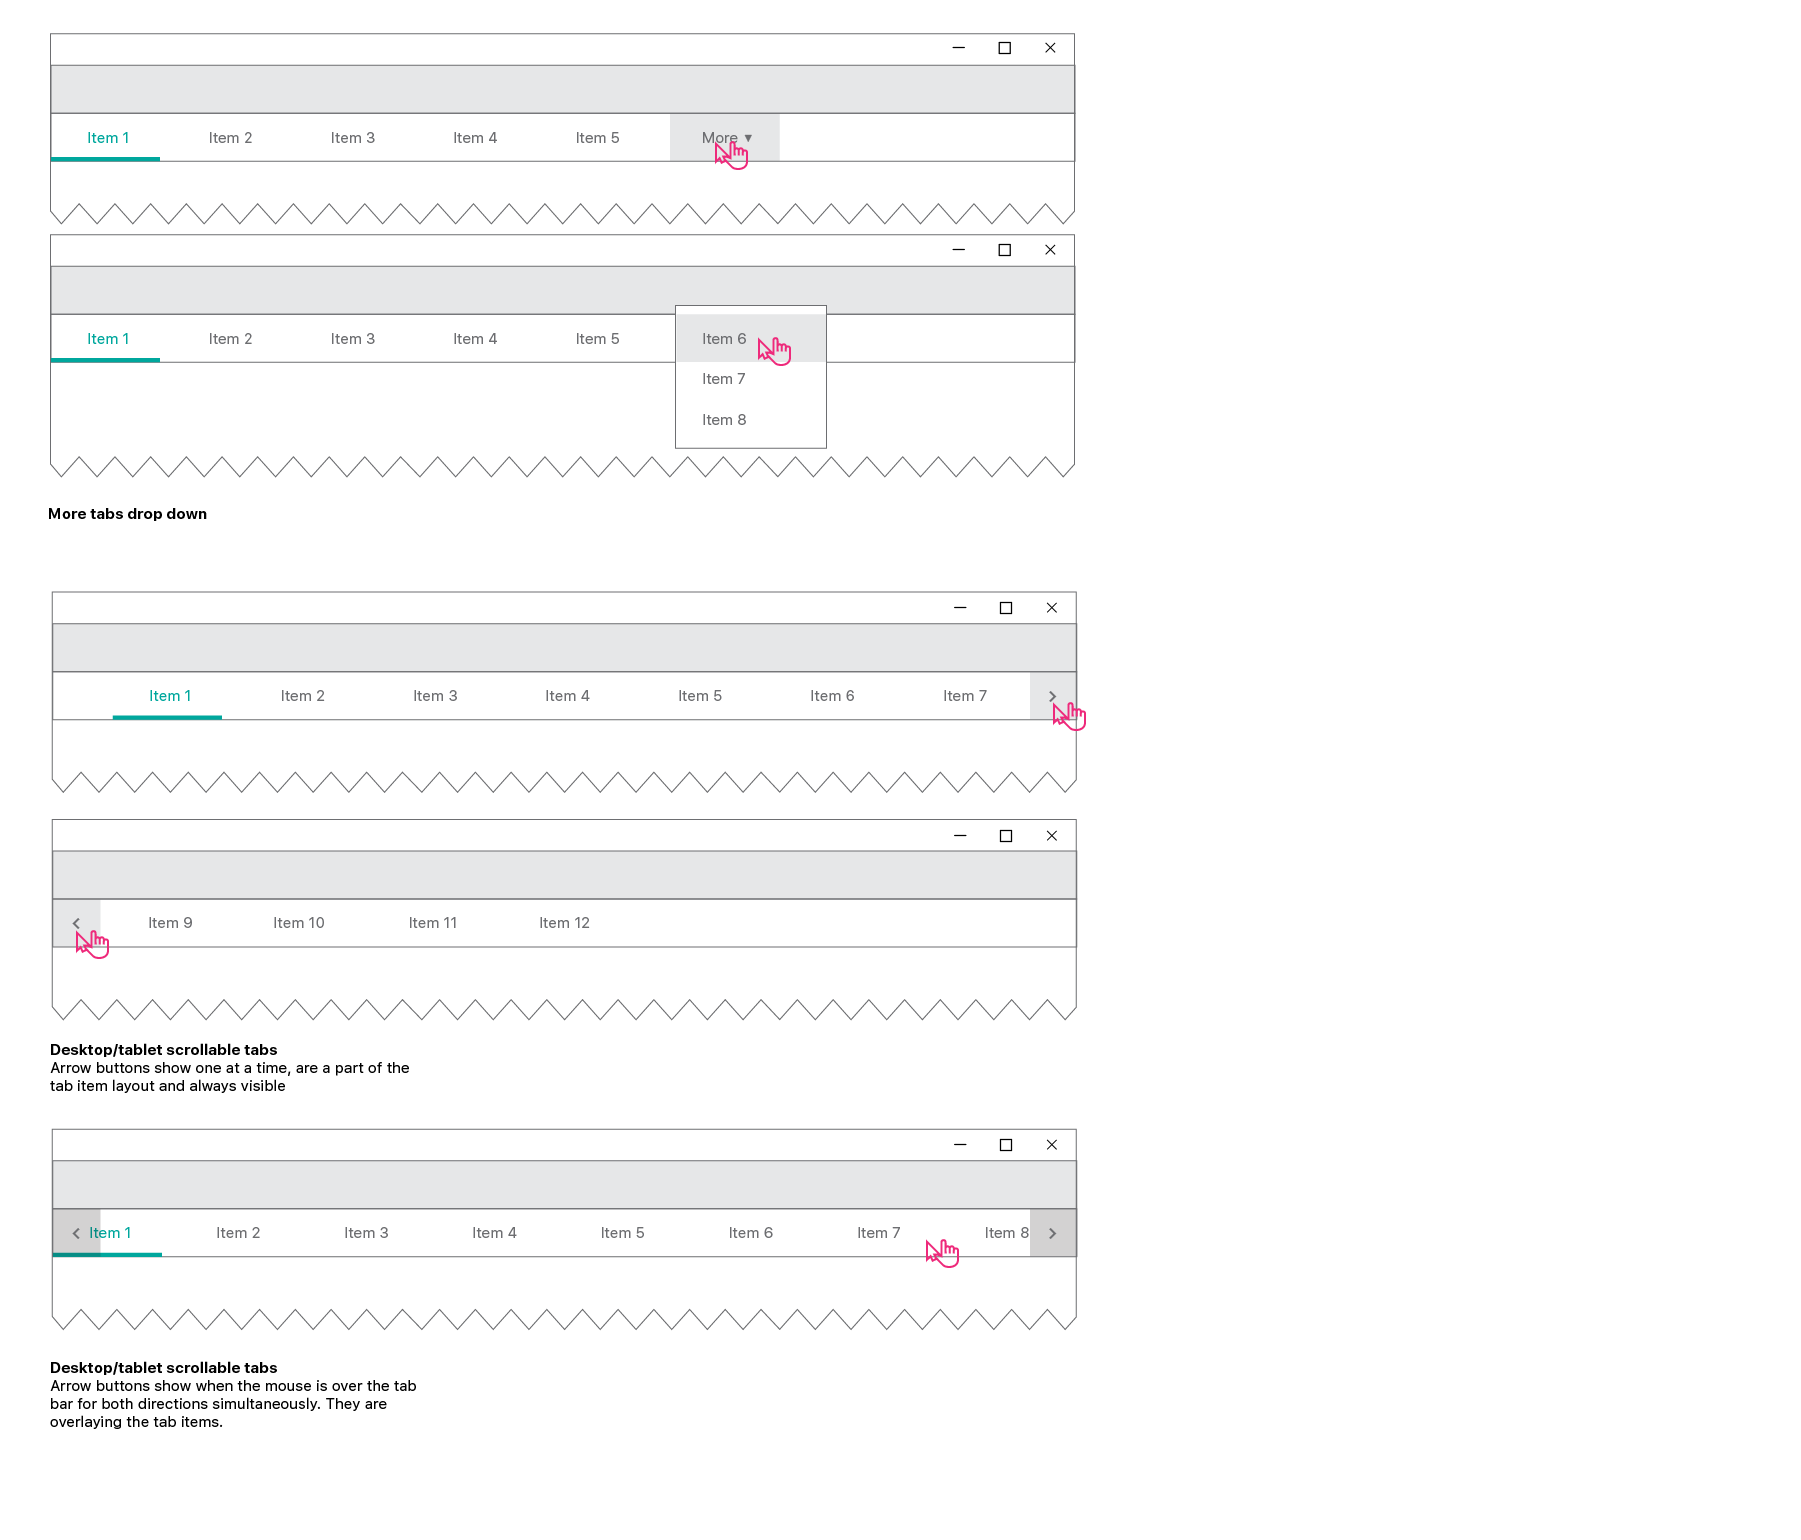 Item 1 Item 2 Item 3 Item 4 Item 5 More ▼
Item 1 Item 2 Item 3 Item 4 Item 5 Item 6
Item 7
Item 8
More tabs drop down
Item 1 Item 2 Item 3 Item 4 Item 5 Item 6 Item 7
Item 9 Item 10 Item 11 Item 12
Desktop/tablet scrollable tabs
Arrow buttons show one at a time, are a part of the
tab item layout and always visible
Item 1 Item 2 Item 3 Item 4 Item 5 Item 6 Item 7 Item 8
Desktop/tablet scrollable tabs
Arrow buttons show when the mouse is over the tab
bar for both directions simultaneously. They are
overlaying the tab items.